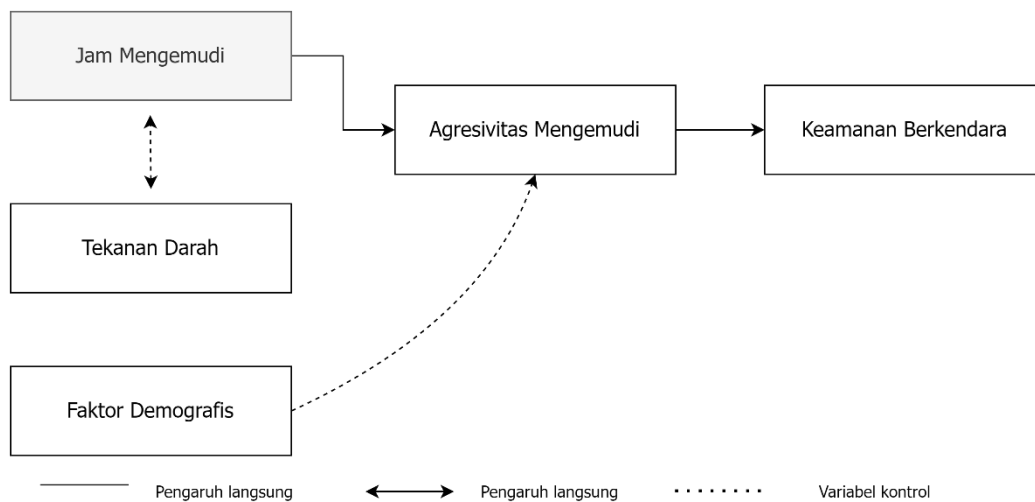 Jam Mengemudi
Agresivitas Mengemudi
Keamanan Berkendara
Tekanan Darah
Faktor Demografis
Pengaruh langsung
Pengaruh langsung
Variabel kontrol